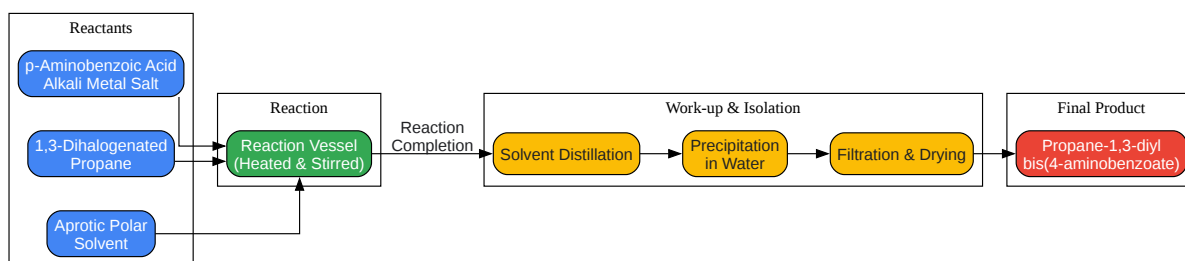 Reactants
p-Aminobenzoic Acid
Alkali Metal Salt
1,3-Dihalogenated
Propane
Aprotic Polar
Solvent
Reaction
Reaction Vessel
(Heated & Stirred)
Reaction
Completion
Work-up & Isolation
Solvent Distillation
Precipitation
in Water
Filtration & Drying
Final Product
Propane-1,3-diyl
bis(4-aminobenzoate)